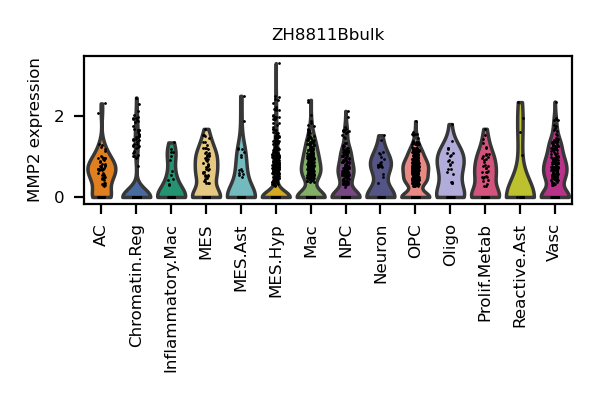 ZH8811Bbulk
MMP2 expression
2
0
AC
Chromatin.Reg
Inflammatory.Mac
MES
MES.Ast
MES.Hyp
Mac
NPC
Neuron
OPC
Oligo
Prolif.Metab
Reactive.Ast
Vasc